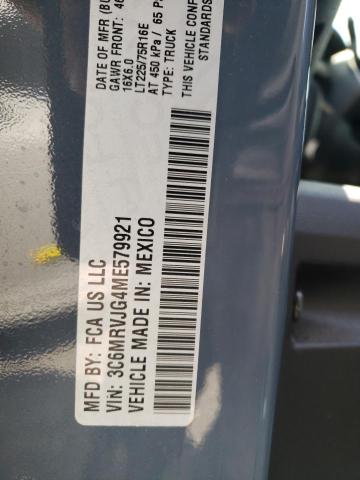 DATE OF MFR
GAWR FRONT:
16X6.0
LT225/75R16E
AT 450 kPa / 65
TYPE: TRUCK
THIS VEHICLE
STANDARDS
MFD BY: FCA US LLC
VIN: 3C6MRVJG4ME579921
VEHICLE MADE IN: MEXICO